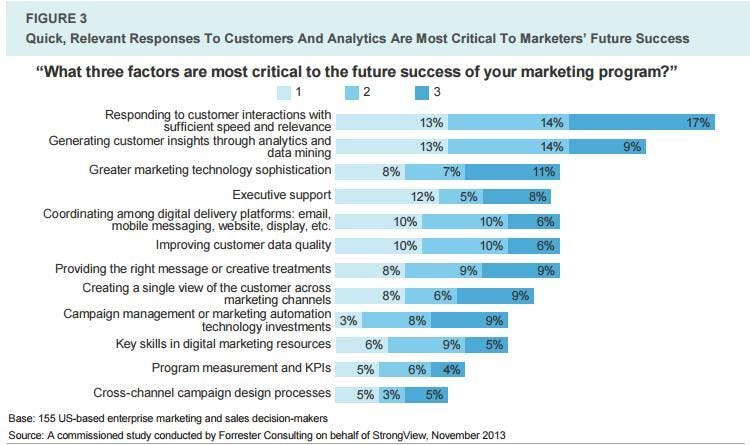 FIGURE 3
Quick, Relevant Responses To Customers And Analytics Are Most Critical To Marketers’ Future Success
“What three factors are most critical to the future success of your marketing program?”
1 2 3
Responding to customer interactions with
sufficient speed and relevance
13% 14% 17%
Generating customer insights through analytics and
data mining
13% 14% 9%
Greater marketing technology sophistication
8% 7% 11%
Executive support
12% 5% 8%
Coordinating among digital delivery platforms: email,
mobile messaging, website, display, etc.
10% 10% 6%
Improving customer data quality
10% 10% 6%
Providing the right message or creative treatments
8% 9% 9%
Creating a single view of the customer across
marketing channels
8% 6% 9%
Campaign management or marketing automation
technology investments
3% 8% 9%
Key skills in digital marketing resources
6% 9% 5%
Program measurement and KPIs
5% 6% 4%
Cross-channel campaign design processes
5% 3% 5%
Base: 155 US-based enterprise marketing and sales decision-makers
Source: A commissioned study conducted by Forrester Consulting on behalf of StrongView, November 2013